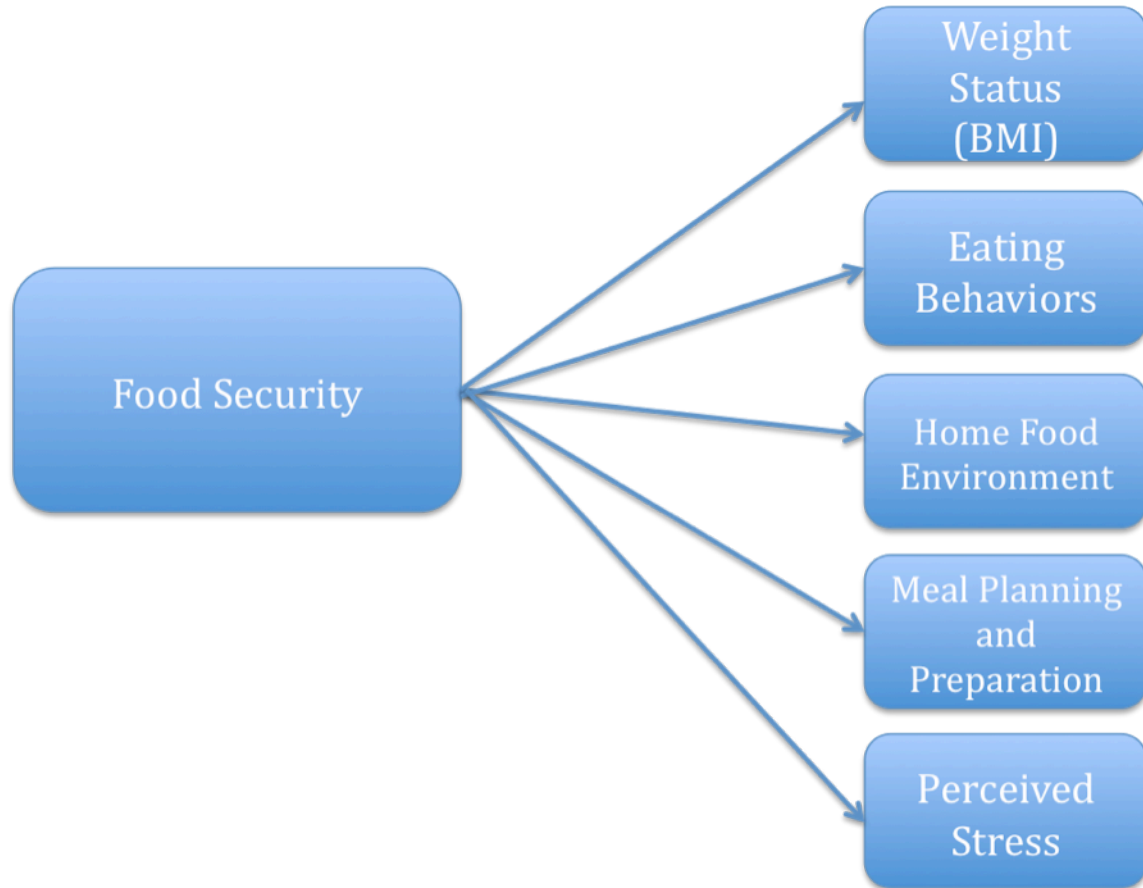 Weight
Status
(BMI)
Eating
Behaviors
Food Security
Home Food
Environment
Meal Planning
and
Preparation
Perceived
Stress